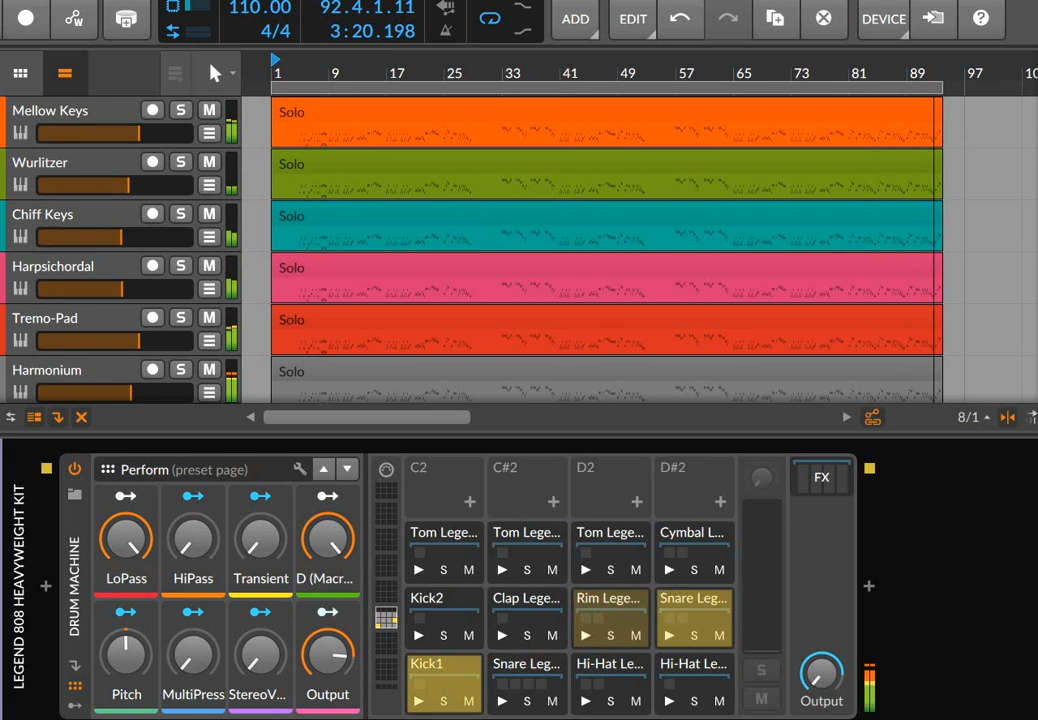 110.00 92.4.1.11
4/4 3:20.198
ADD EDIT DEVICE
1 9 17 25 33 41 49 57 65 73 81 89 97
Mellow Keys S M Solo
Wurlitzer S M Solo
Chiff Keys S M Solo
Harpsichordal S M Solo
Tremo-Pad S M Solo
Harmonium S M Solo
8/1
LEGEND 808 HEAVYWEIGHT KIT
DRUM MACHINE
Perform (preset page)
LoPass HiPass Transient D (Macr...
Pitch MultiPress StereoV... Output
C2 C#2 D2 D#2
Tom Lege... Tom Lege... Tom Lege... Cymbal L...
S M S M S M S M
Kick2 Clap Lege... Rim Lege... Snare Leg...
S M S M S M S M
Kick1 Snare Leg... Hi-Hat Le... Hi-Hat Le...
S M S M S M S M
S
M
FX
Output